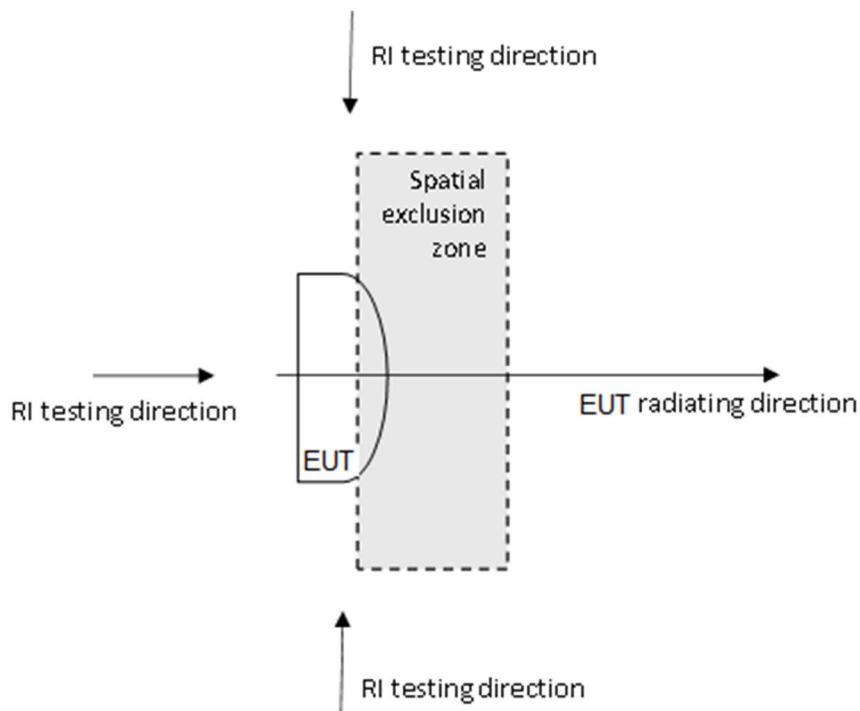 RI testing direction
Spatial
exclusion
zone
EUT radiating direction
RI testing direction
EUT
RI testing direction